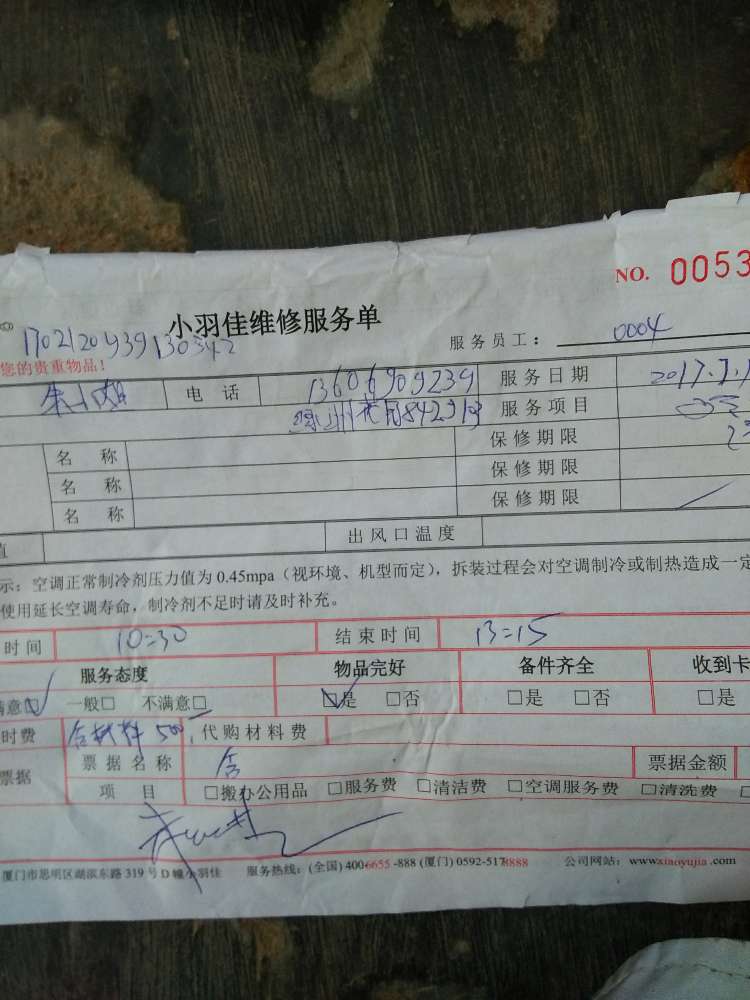 NO. 0053
小羽佳维修服务单
服务员工： 0004
1702120939130342
您的贵重物品！
电 话 13606909239 服务日期 2017.7.1
服务项目
名 称 保修期限
名 称 保修期限
名 称 保修期限
值 出风口温度
示：空调正常制冷剂压力值为 0.45mpa（视环境、机型而定），拆装过程会对空调制冷或制热造成一定
使用延长空调寿命，制冷剂不足时请及时补充。
时间 10=30 结束时间 13=15
服务态度 物品完好 备件齐全 收到卡
满意☑ 一般□ 不满意□ ☑是 □否 □是 □否 □是
时费 含材料 500 代购材料费
票据 票据名称 含 票据金额
项 目 □搬办公用品 □服务费 □清洁费 □空调服务费 □清洗费
厦门市思明区湖滨东路 319 号 D 幢小羽佳 服务热线：(全国) 4006655-888 (厦门) 0592-5178888 公司网站：www.xiaoyujia.com